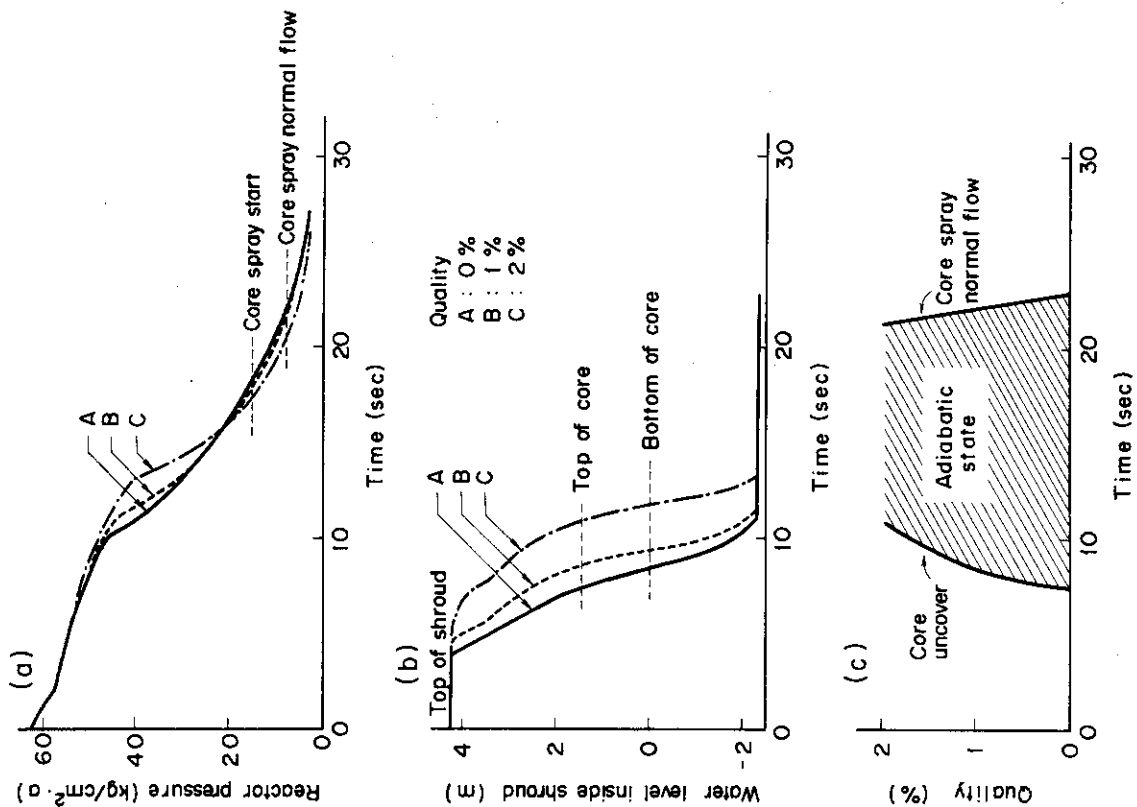 (a)
Reactor pressure (kg/cm²·a)
60
40
20
0
A
B
C
Core spray start
Core spray normal flow
0
10
20
30
Time (sec)
(b)
Water level inside shroud (m)
4
2
0
-2
Top of shroud
A
B
C
Quality
A : 0 %
B : 1 %
C : 2 %
Top of core
Bottom of core
0
10
20
30
Time (sec)
(c)
Quality (%)
2
1
0
Core
uncover
Adiabatic
state
Core spray
normal flow
0
10
20
30
Time (sec)